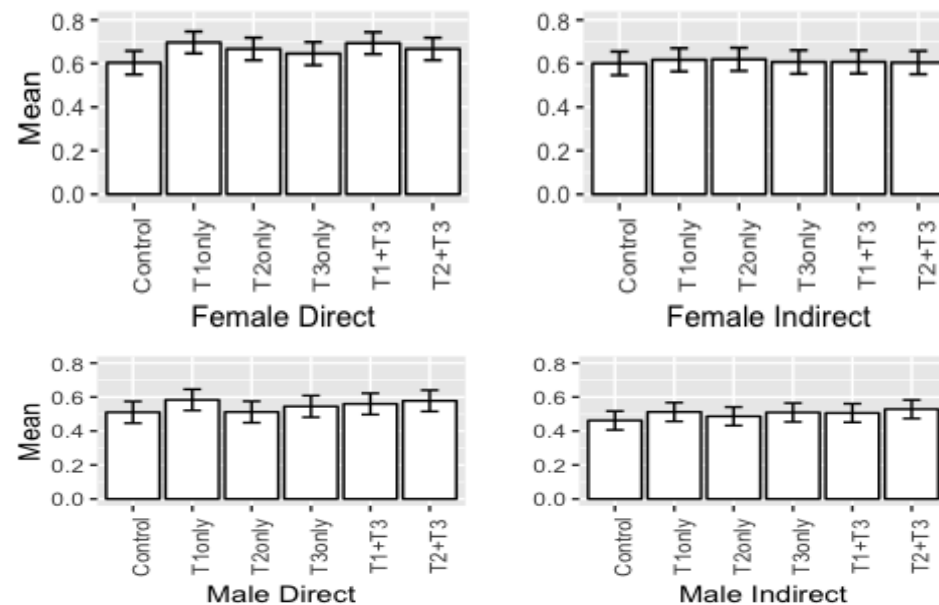 Mean
0.8
0.6
0.4
0.2
0.0
Control
T1only
T2only
T3only
T1+T3
T2+T3
Female Direct
0.8
0.6
0.4
0.2
0.0
Control
T1only
T2only
T3only
T1+T3
T2+T3
Female Indirect
Mean
0.8
0.6
0.4
0.2
0.0
Control
T1only
T2only
T3only
T1+T3
T2+T3
Male Direct
0.8
0.6
0.4
0.2
0.0
Control
T1only
T2only
T3only
T1+T3
T2+T3
Male Indirect